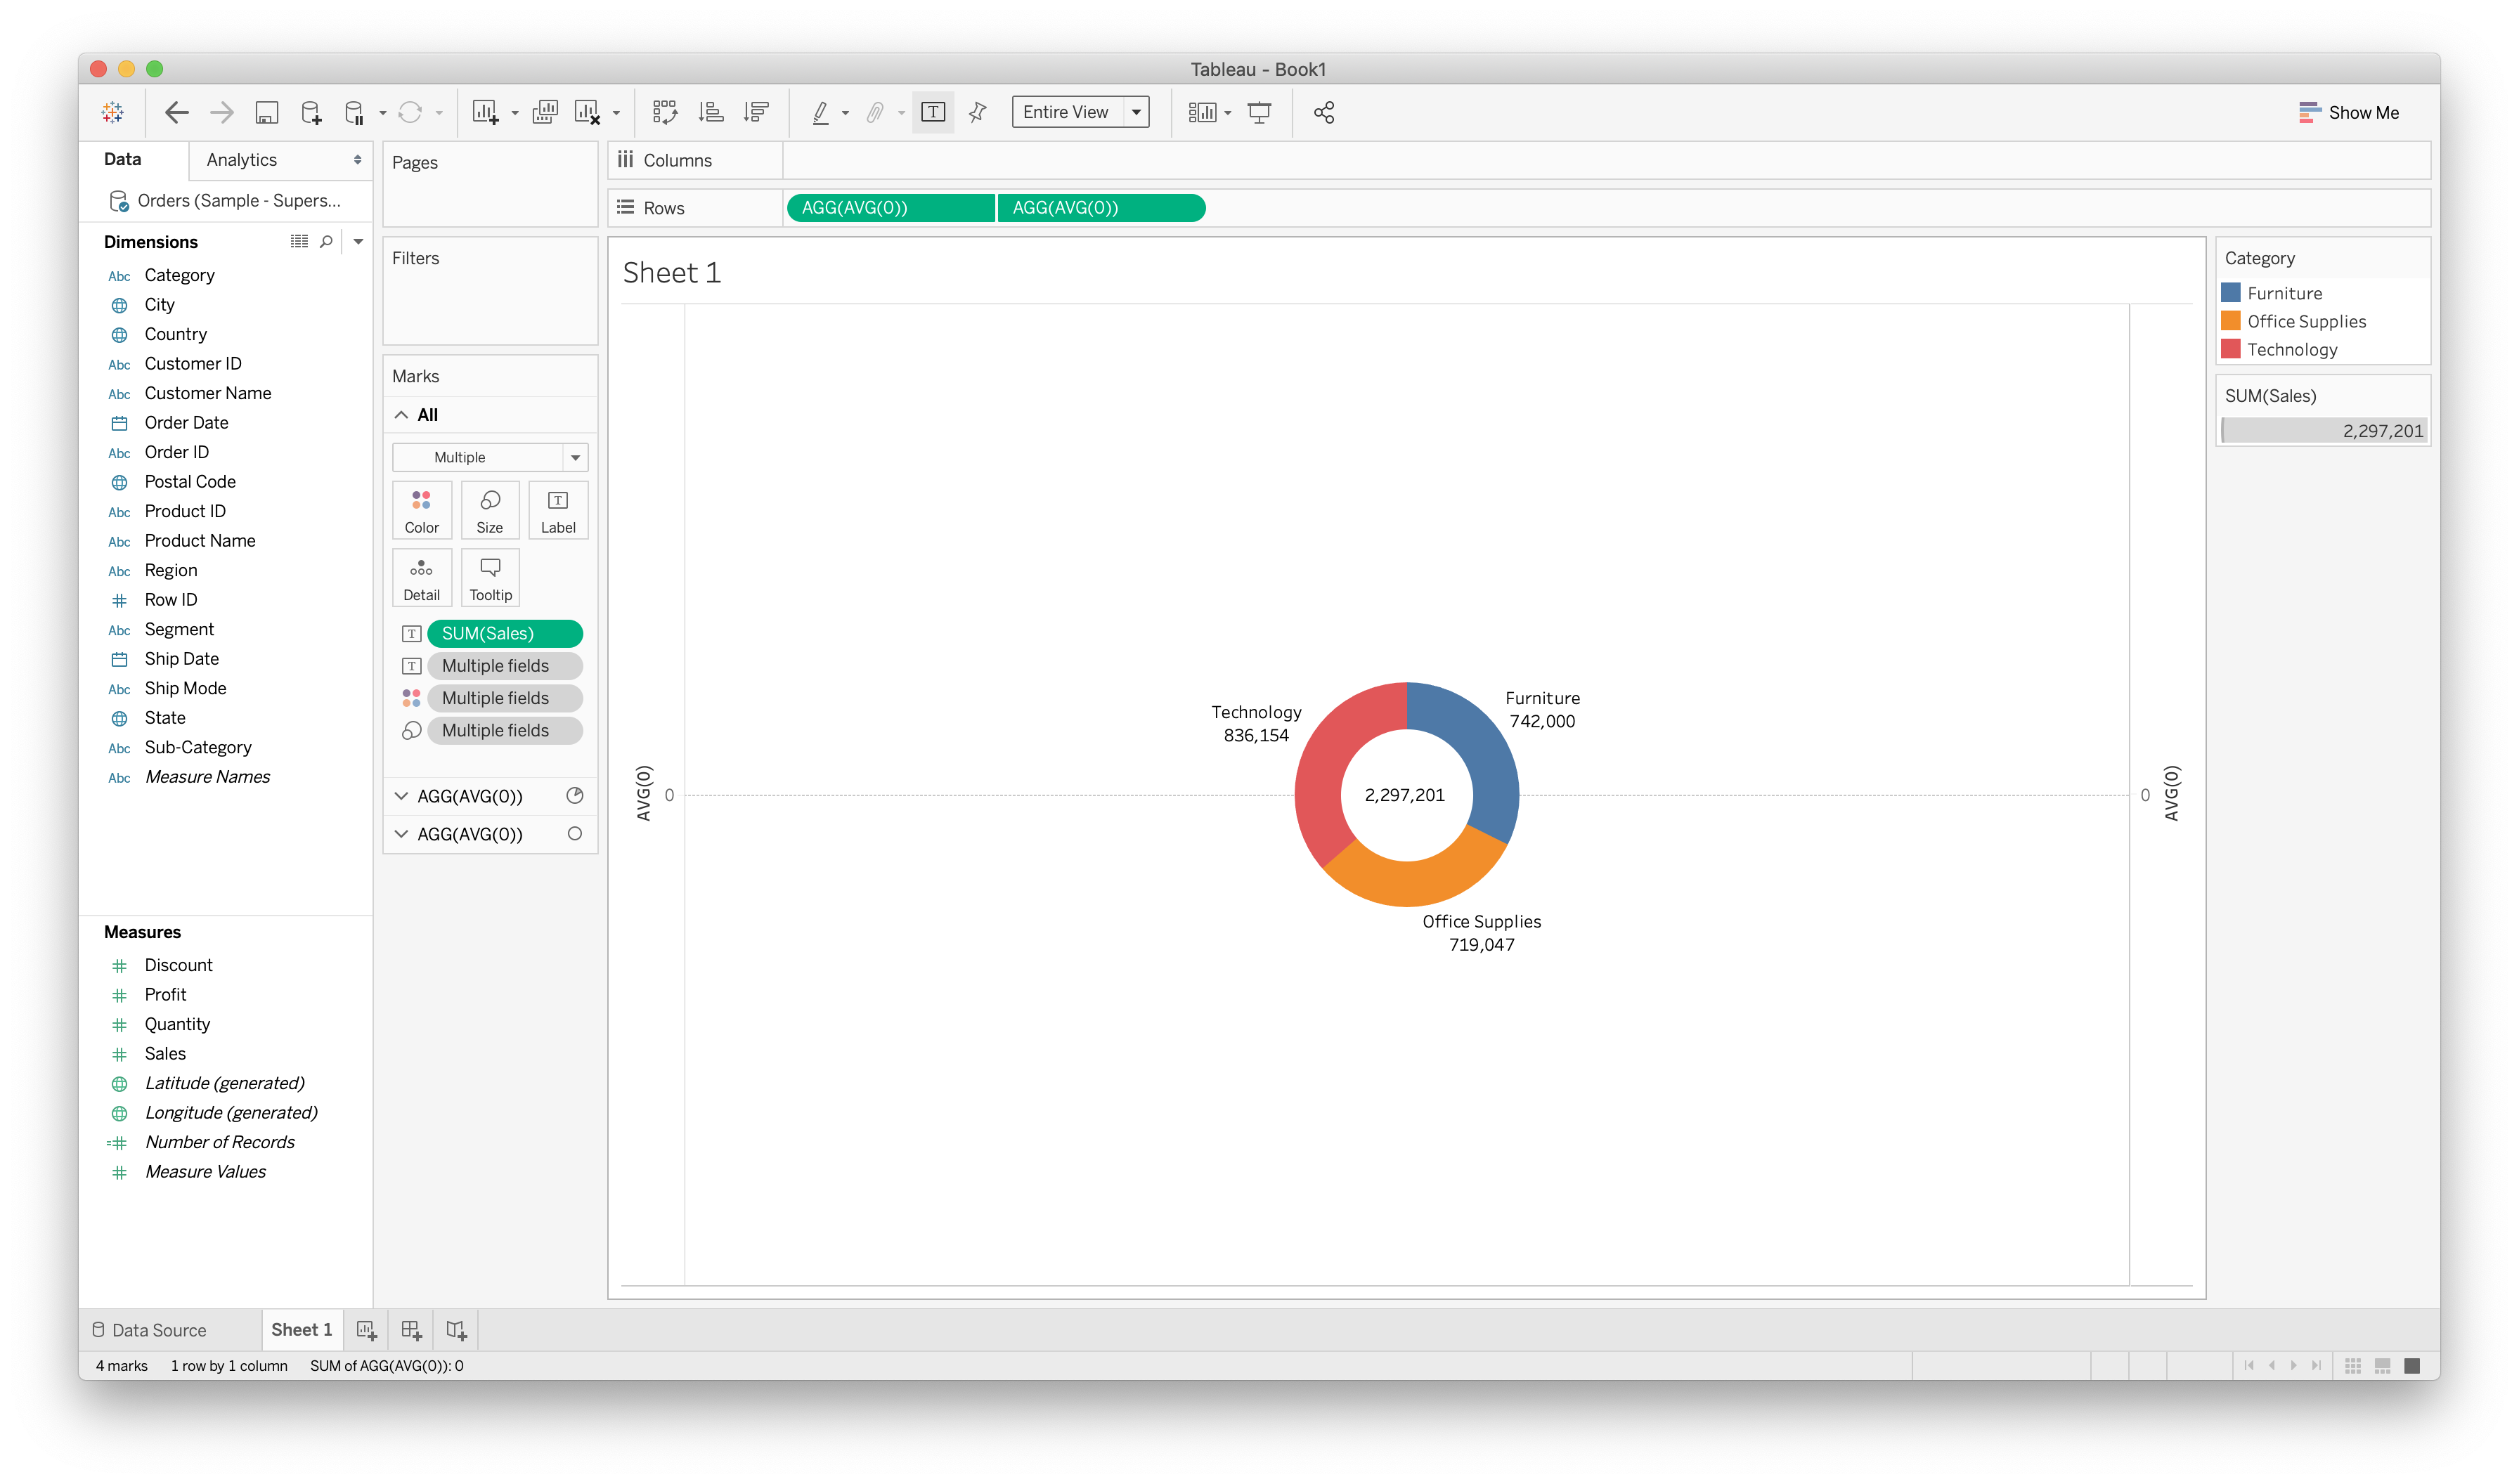 Tableau - Book1
Entire View
Show Me
Data
Analytics
Orders (Sample - Supers...
Dimensions
Abc Category
City
Country
Abc Customer ID
Abc Customer Name
Order Date
Abc Order ID
Postal Code
Abc Product ID
Abc Product Name
Abc Region
Row ID
Abc Segment
Ship Date
Abc Ship Mode
State
Abc Sub-Category
Abc Measure Names
Measures
Discount
Profit
Quantity
Sales
Latitude (generated)
Longitude (generated)
Number of Records
Measure Values
Pages
Filters
Marks
All
Multiple
Color
Size
Label
Detail
Tooltip
SUM(Sales)
Multiple fields
Multiple fields
Multiple fields
AGG(AVG(0))
AGG(AVG(0))
Columns
Rows
AGG(AVG(0))
AGG(AVG(0))
Sheet 1
AVG(0)
0
Technology
836,154
Furniture
742,000
2,297,201
Office Supplies
719,047
0
AVG(0)
Category
Furniture
Office Supplies
Technology
SUM(Sales)
2,297,201
Data Source
Sheet 1
4 marks
1 row by 1 column
SUM of AGG(AVG(0)): 0